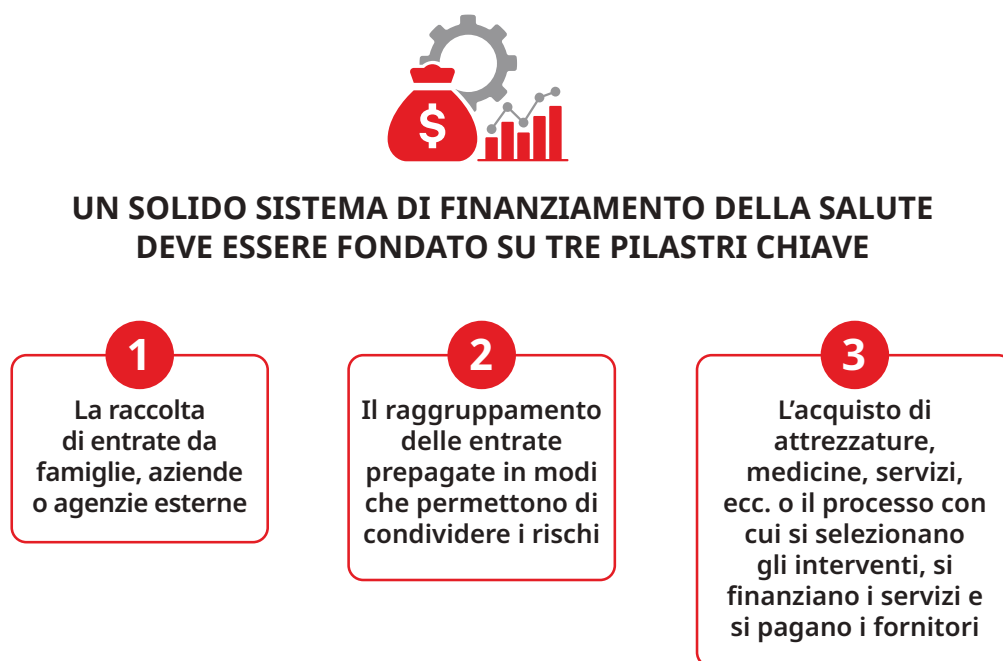 $
UN SOLIDO SISTEMA DI FINANZIAMENTO DELLA SALUTE
DEVE ESSERE FONDATO SU TRE PILASTRI CHIAVE
1
La raccolta
di entrate da
famiglie, aziende
o agenzie esterne
2
Il raggruppamento
delle entrate
prepagate in modi
che permettono di
condividere i rischi
3
L’acquisto di
attrezzature,
medicine, servizi,
ecc. o il processo con
cui si selezionano
gli interventi, si
finanziano i servizi e
si pagano i fornitori